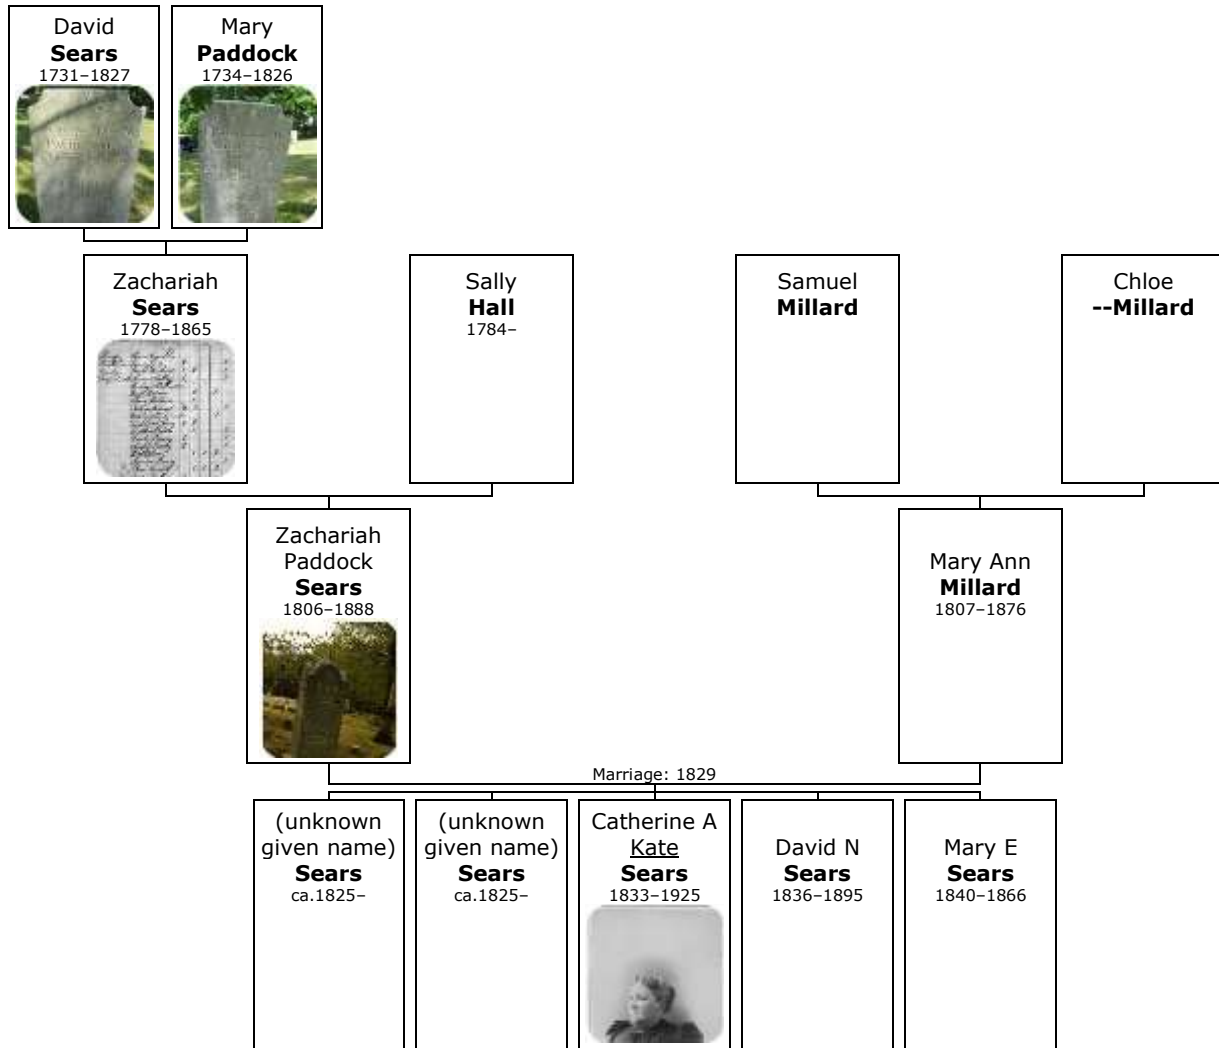 David
Sears
1731–1827
Mary
Paddock
1734–1826
Zachariah
Sears
1778–1865
Sally
Hall
1784–
Samuel
Millard
Chloe
--Millard
Zachariah
Paddock
Sears
1806–1888
Mary Ann
Millard
1807–1876
Marriage: 1829
(unknown
given name)
Sears
ca.1825–
(unknown
given name)
Sears
ca.1825–
Catherine A
Kate
Sears
1833–1925
David N
Sears
1836–1895
Mary E
Sears
1840–1866